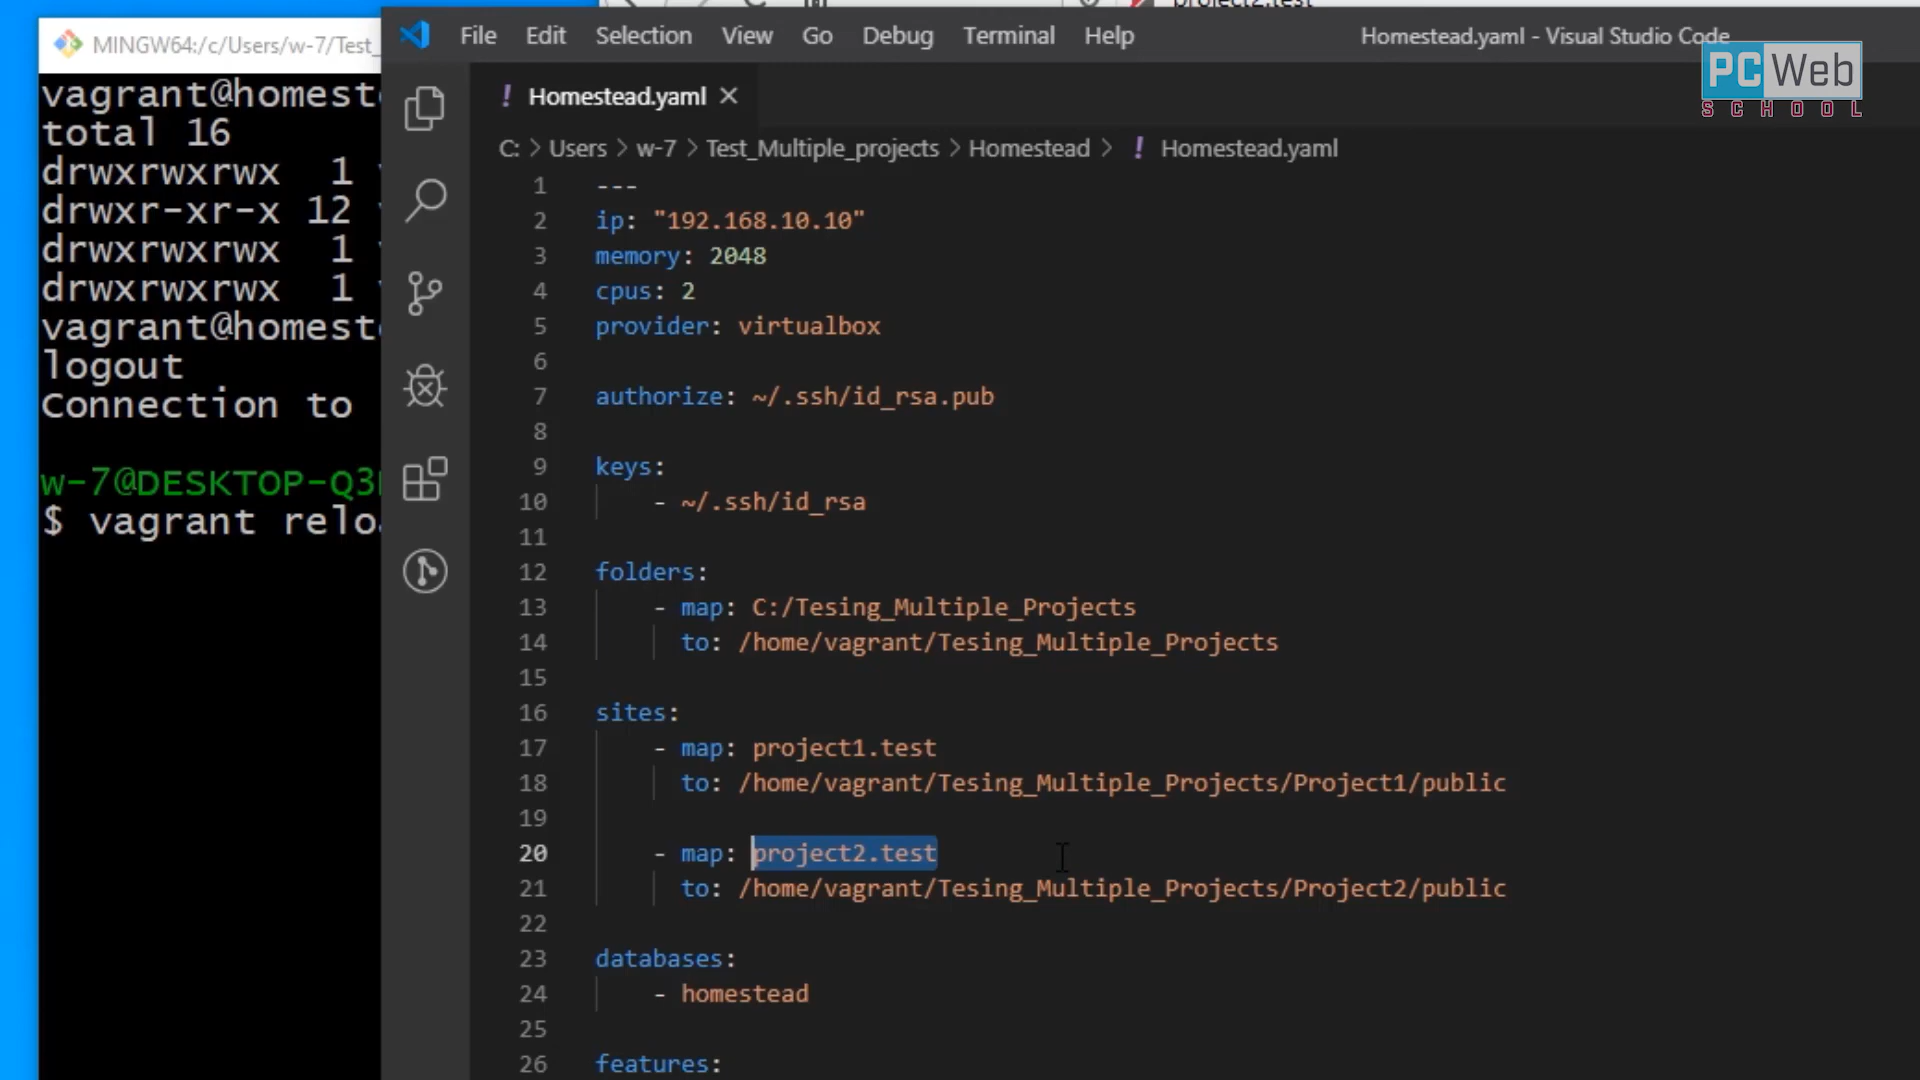 project2.test
MINGW64:/c/Users/w-7/Test_
vagrant@homest
total 16
drwxrwxrwx 1
drwxr-xr-x 12
drwxrwxrwx 1
drwxrwxrwx 1
vagrant@homest
logout
Connection to
w-7@DESKTOP-Q3
$ vagrant relo
File Edit Selection View Go Debug Terminal Help
Homestead.yaml - Visual Studio Code
PC Web
SCHOOL
! Homestead.yaml ×
C: > Users > w-7 > Test_Multiple_projects > Homestead > ! Homestead.yaml
1 ---
2 ip: "192.168.10.10"
3 memory: 2048
4 cpus: 2
5 provider: virtualbox
6
7 authorize: ~/.ssh/id_rsa.pub
8
9 keys:
10 - ~/.ssh/id_rsa
11
12 folders:
13 - map: C:/Tesing_Multiple_Projects
14 to: /home/vagrant/Tesing_Multiple_Projects
15
16 sites:
17 - map: project1.test
18 to: /home/vagrant/Tesing_Multiple_Projects/Project1/public
19
20 - map: project2.test
21 to: /home/vagrant/Tesing_Multiple_Projects/Project2/public
22
23 databases:
24 - homestead
25
26 features: